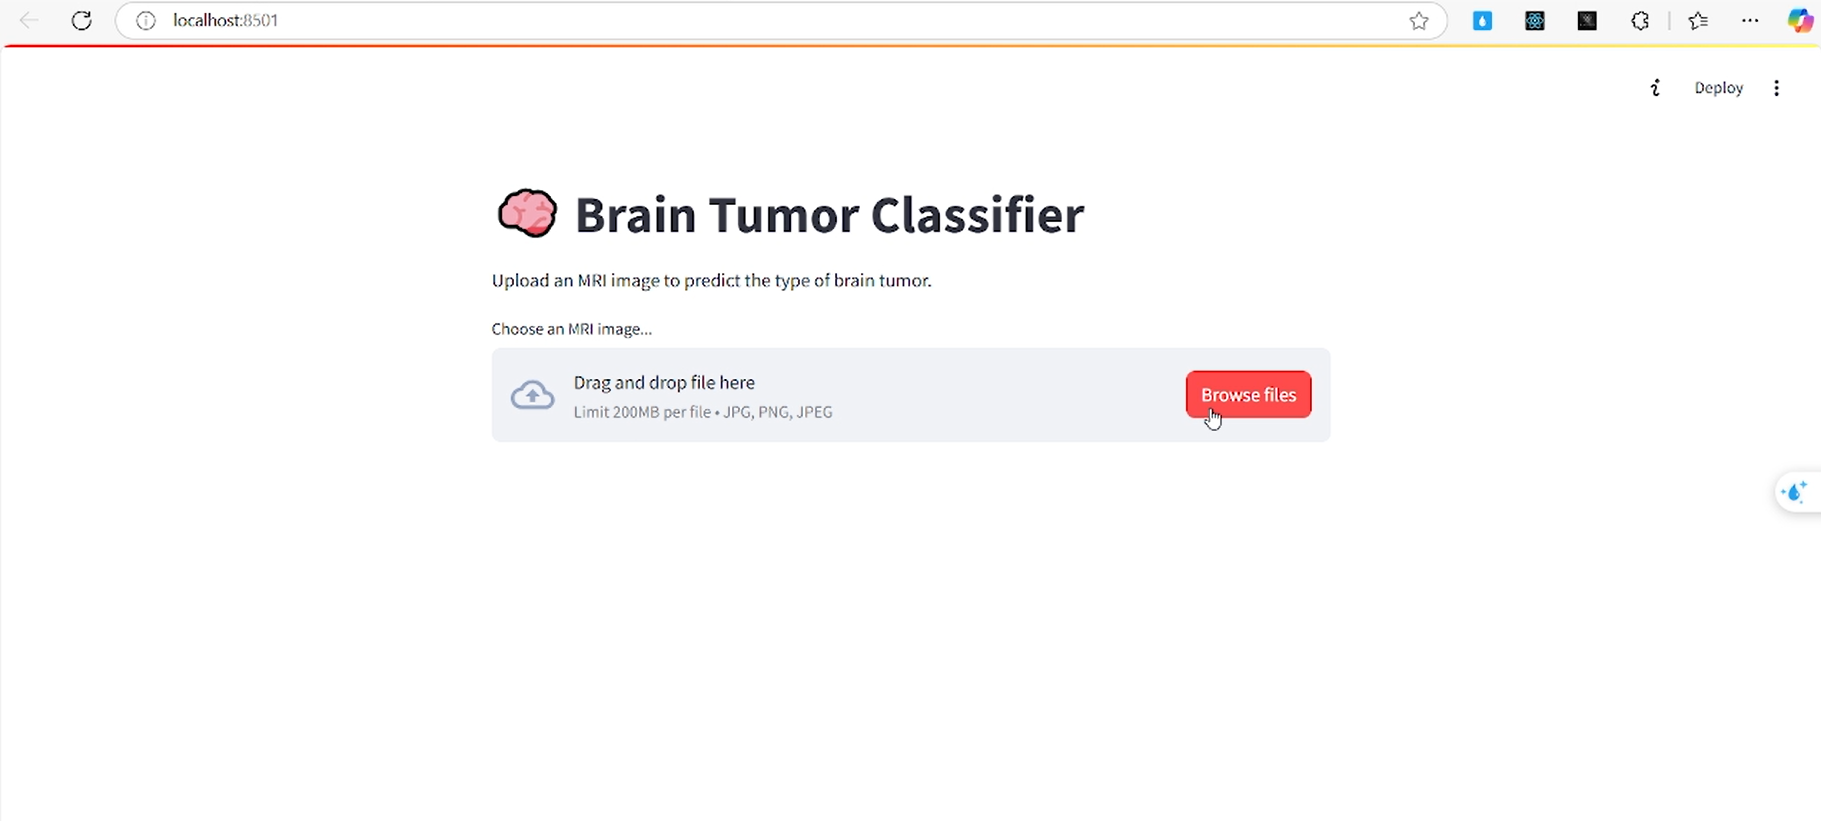 localhost:8501
Deploy
Brain Tumor Classifier
Upload an MRI image to predict the type of brain tumor.
Choose an MRI image...
Drag and drop file here
Limit 200MB per file • JPG, PNG, JPEG
Browse files